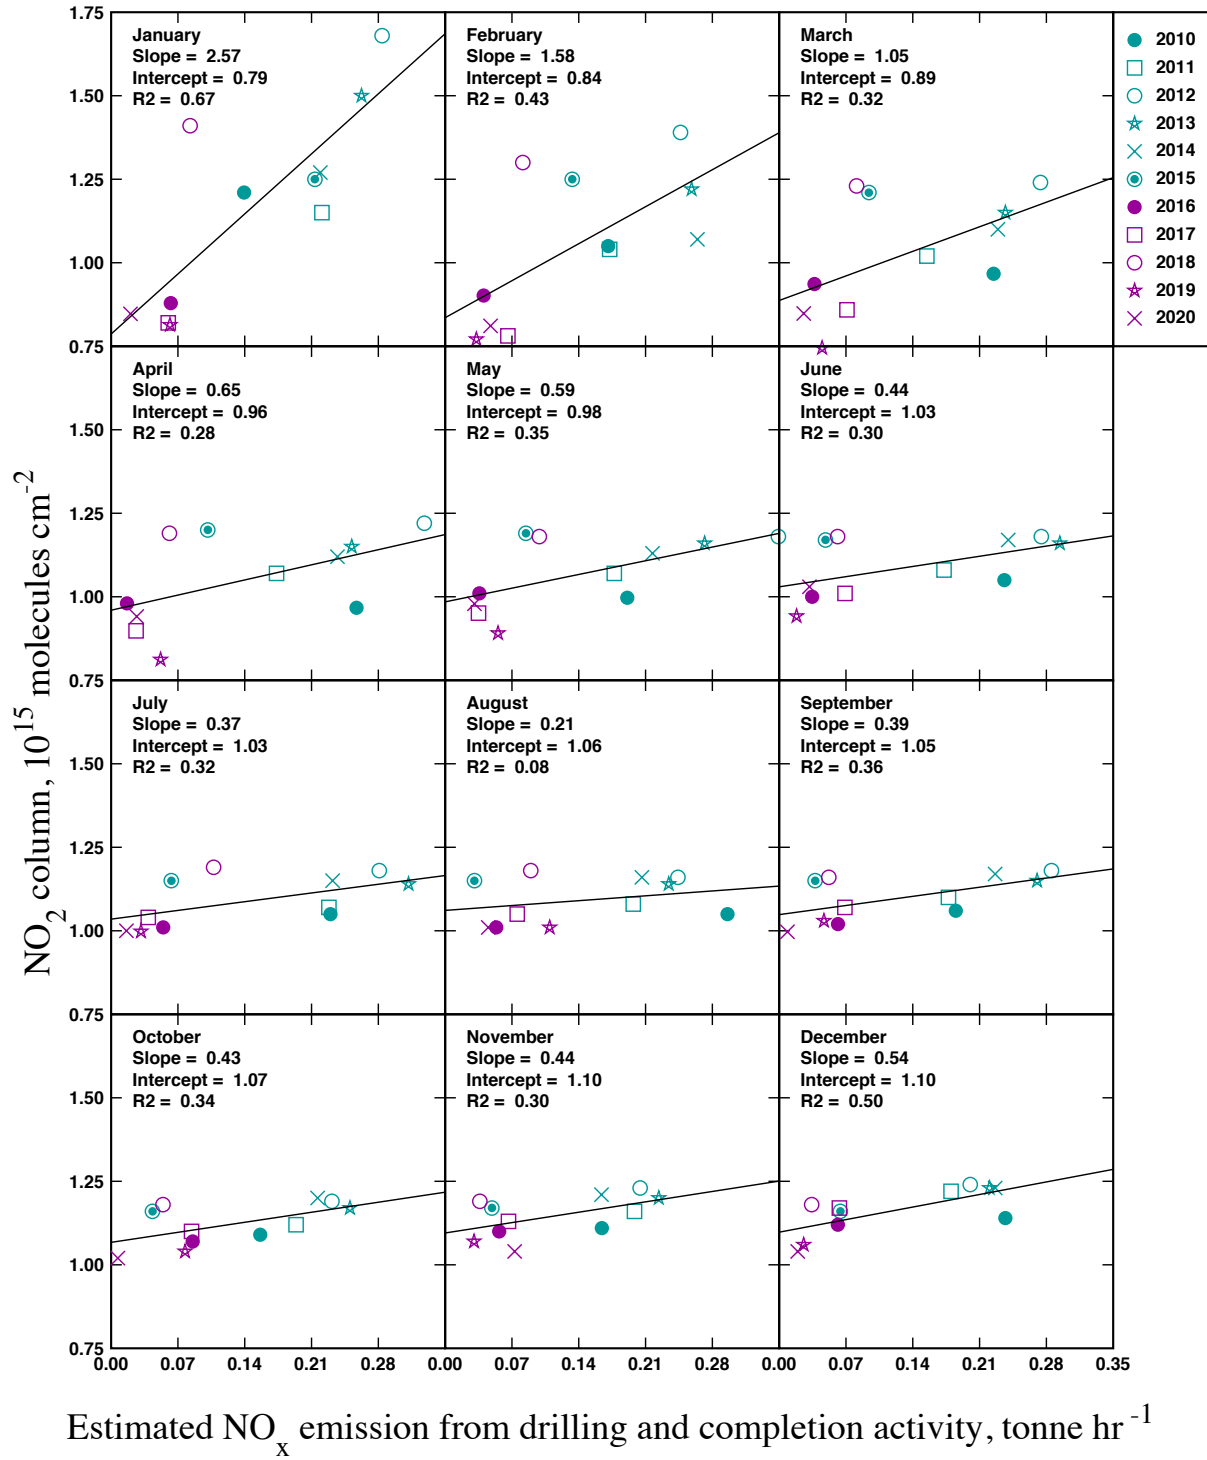 1.75
January
Slope = 2.57
Intercept = 0.79
R2 = 0.67
February
Slope = 1.58
Intercept = 0.84
R2 = 0.43
March
Slope = 1.05
Intercept = 0.89
R2 = 0.32
2010
2011
2012
2013
2014
2015
2016
2017
2018
2019
2020
1.50
1.25
1.00
0.75
April
Slope = 0.65
Intercept = 0.96
R2 = 0.28
May
Slope = 0.59
Intercept = 0.98
R2 = 0.35
June
Slope = 0.44
Intercept = 1.03
R2 = 0.30
1.50
1.25
1.00
0.75
July
Slope = 0.37
Intercept = 1.03
R2 = 0.32
August
Slope = 0.21
Intercept = 1.06
R2 = 0.08
September
Slope = 0.39
Intercept = 1.05
R2 = 0.36
1.50
1.25
1.00
0.75
October
Slope = 0.43
Intercept = 1.07
R2 = 0.34
November
Slope = 0.44
Intercept = 1.10
R2 = 0.30
December
Slope = 0.54
Intercept = 1.10
R2 = 0.50
1.50
1.25
1.00
0.75
0.00 0.07 0.14 0.21 0.28 0.00 0.07 0.14 0.21 0.28 0.00 0.07 0.14 0.21 0.28 0.35
NO2 column, 10^15 molecules cm^-2
Estimated NOx emission from drilling and completion activity, tonne hr^-1